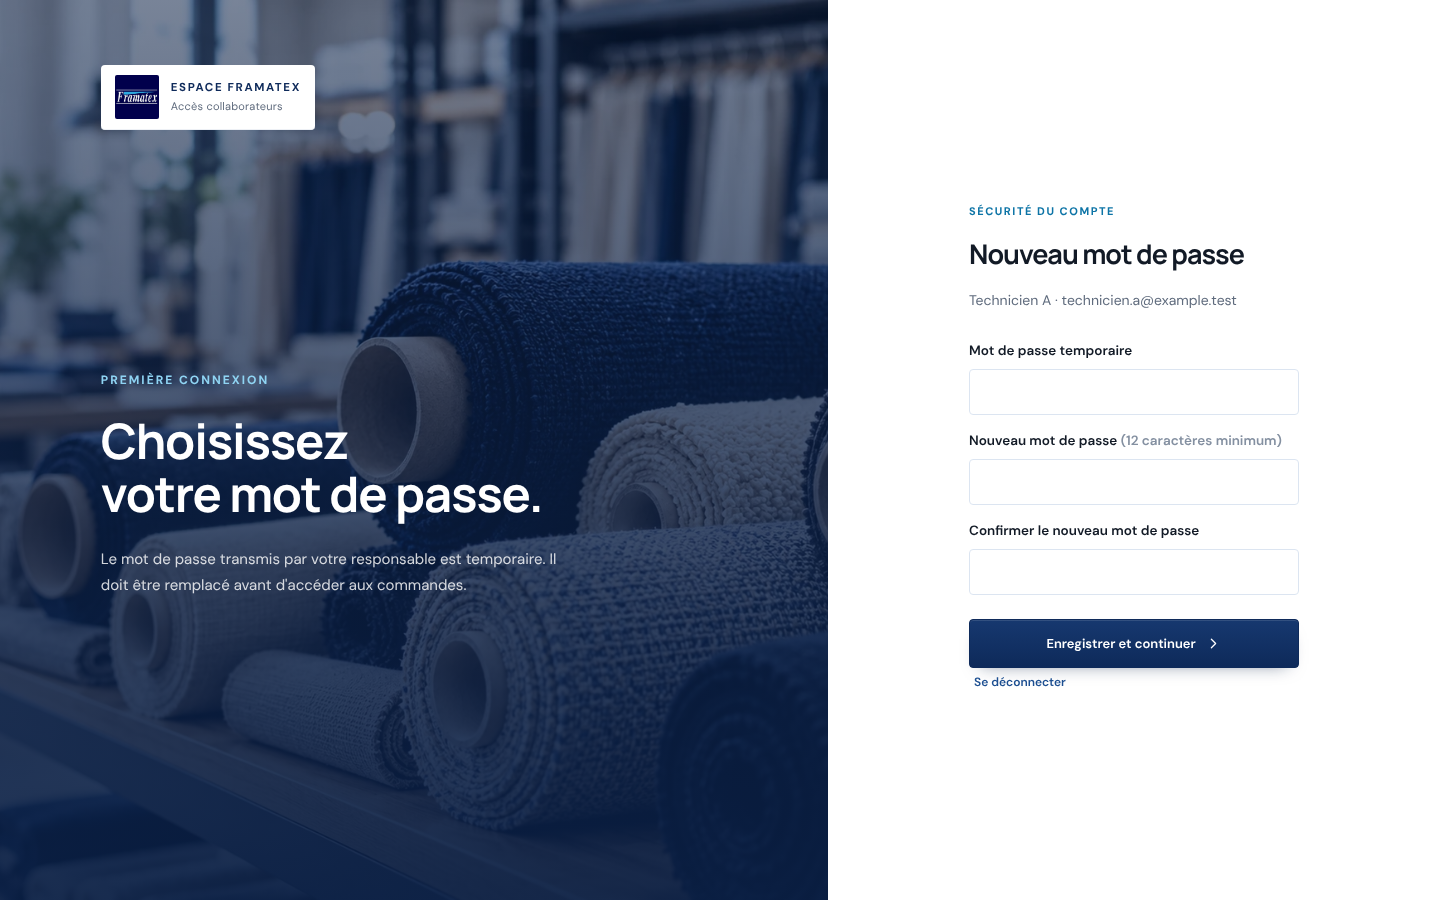 Framatex
ESPACE FRAMATEX
Accès collaborateurs
PREMIÈRE CONNEXION
Choisissez
votre mot de passe.
Le mot de passe transmis par votre responsable est temporaire. Il
doit être remplacé avant d'accéder aux commandes.
SÉCURITÉ DU COMPTE
Nouveau mot de passe
Technicien A · technicien.a@example.test
Mot de passe temporaire
Nouveau mot de passe (12 caractères minimum)
Confirmer le nouveau mot de passe
Enregistrer et continuer
Se déconnecter